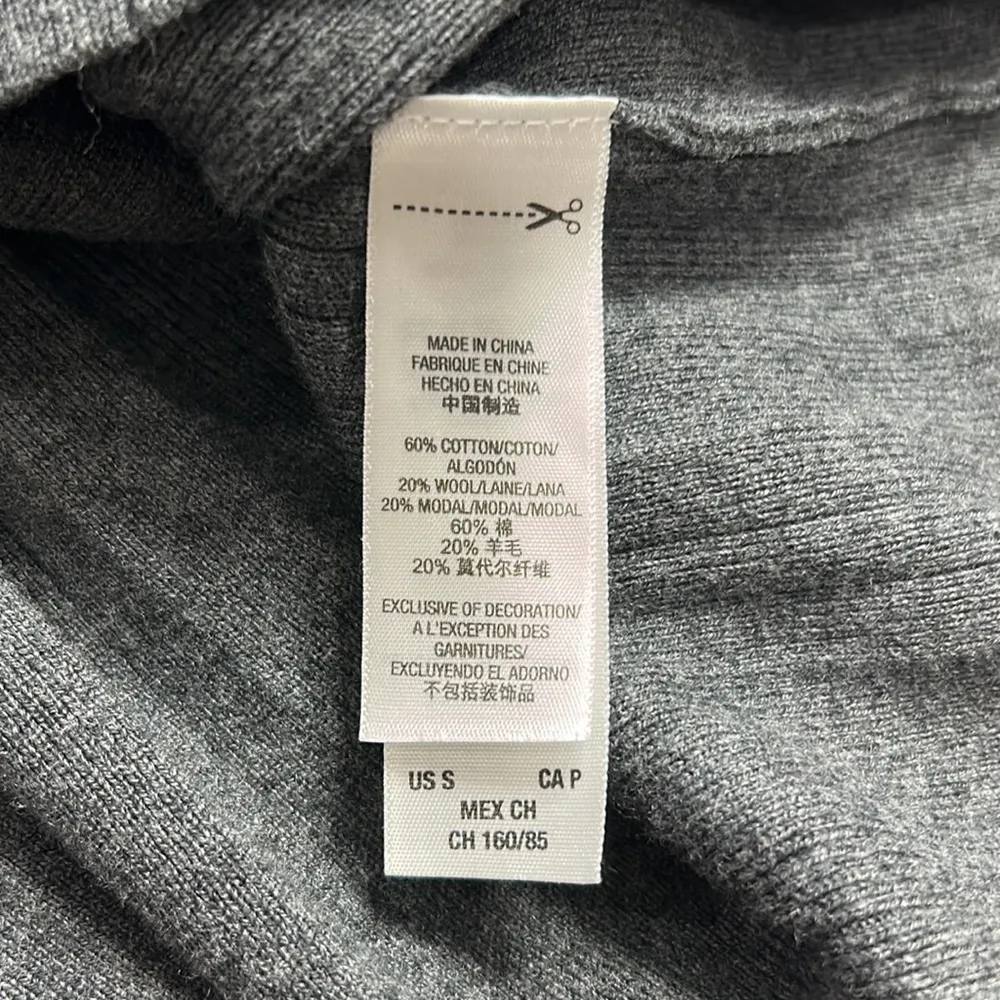 MADE IN CHINA
FABRIQUE EN CHINE
HECHO EN CHINA
中国制造
60% COTTON/COTON/
ALGODÓN
20% WOOL/LAINE/LANA
20% MODAL/MODAL/MODAL
60% 棉
20% 羊毛
20% 莫代尔纤维
EXCLUSIVE OF DECORATION/
A L'EXCEPTION DES
GARNITURES/
EXCLUYENDO EL ADORNO
不包括装饰品
US S CA P
MEX CH
CH 160/85